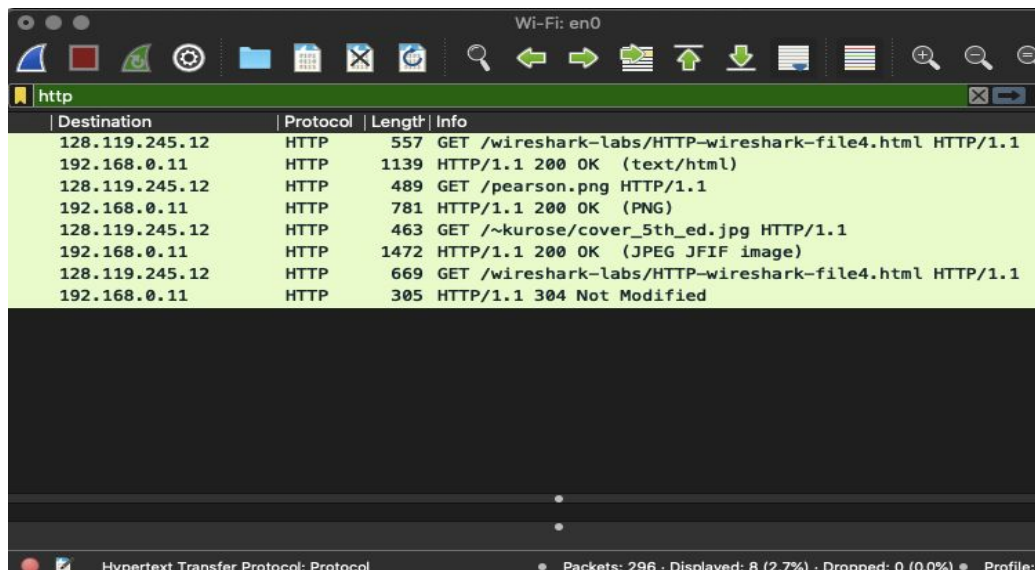 Wi-Fi: en0
http
Destination Protocol Length Info
128.119.245.12 HTTP 557 GET /wireshark-labs/HTTP-wireshark-file4.html HTTP/1.1
192.168.0.11 HTTP 1139 HTTP/1.1 200 OK (text/html)
128.119.245.12 HTTP 489 GET /pearson.png HTTP/1.1
192.168.0.11 HTTP 781 HTTP/1.1 200 OK (PNG)
128.119.245.12 HTTP 463 GET /~kurose/cover_5th_ed.jpg HTTP/1.1
192.168.0.11 HTTP 1472 HTTP/1.1 200 OK (JPEG JFIF image)
128.119.245.12 HTTP 669 GET /wireshark-labs/HTTP-wireshark-file4.html HTTP/1.1
192.168.0.11 HTTP 305 HTTP/1.1 304 Not Modified
Hypertext Transfer Protocol: Protocol Packets: 296 · Displayed: 8 (2.7%) · Dropped: 0 (0.0%) Profile